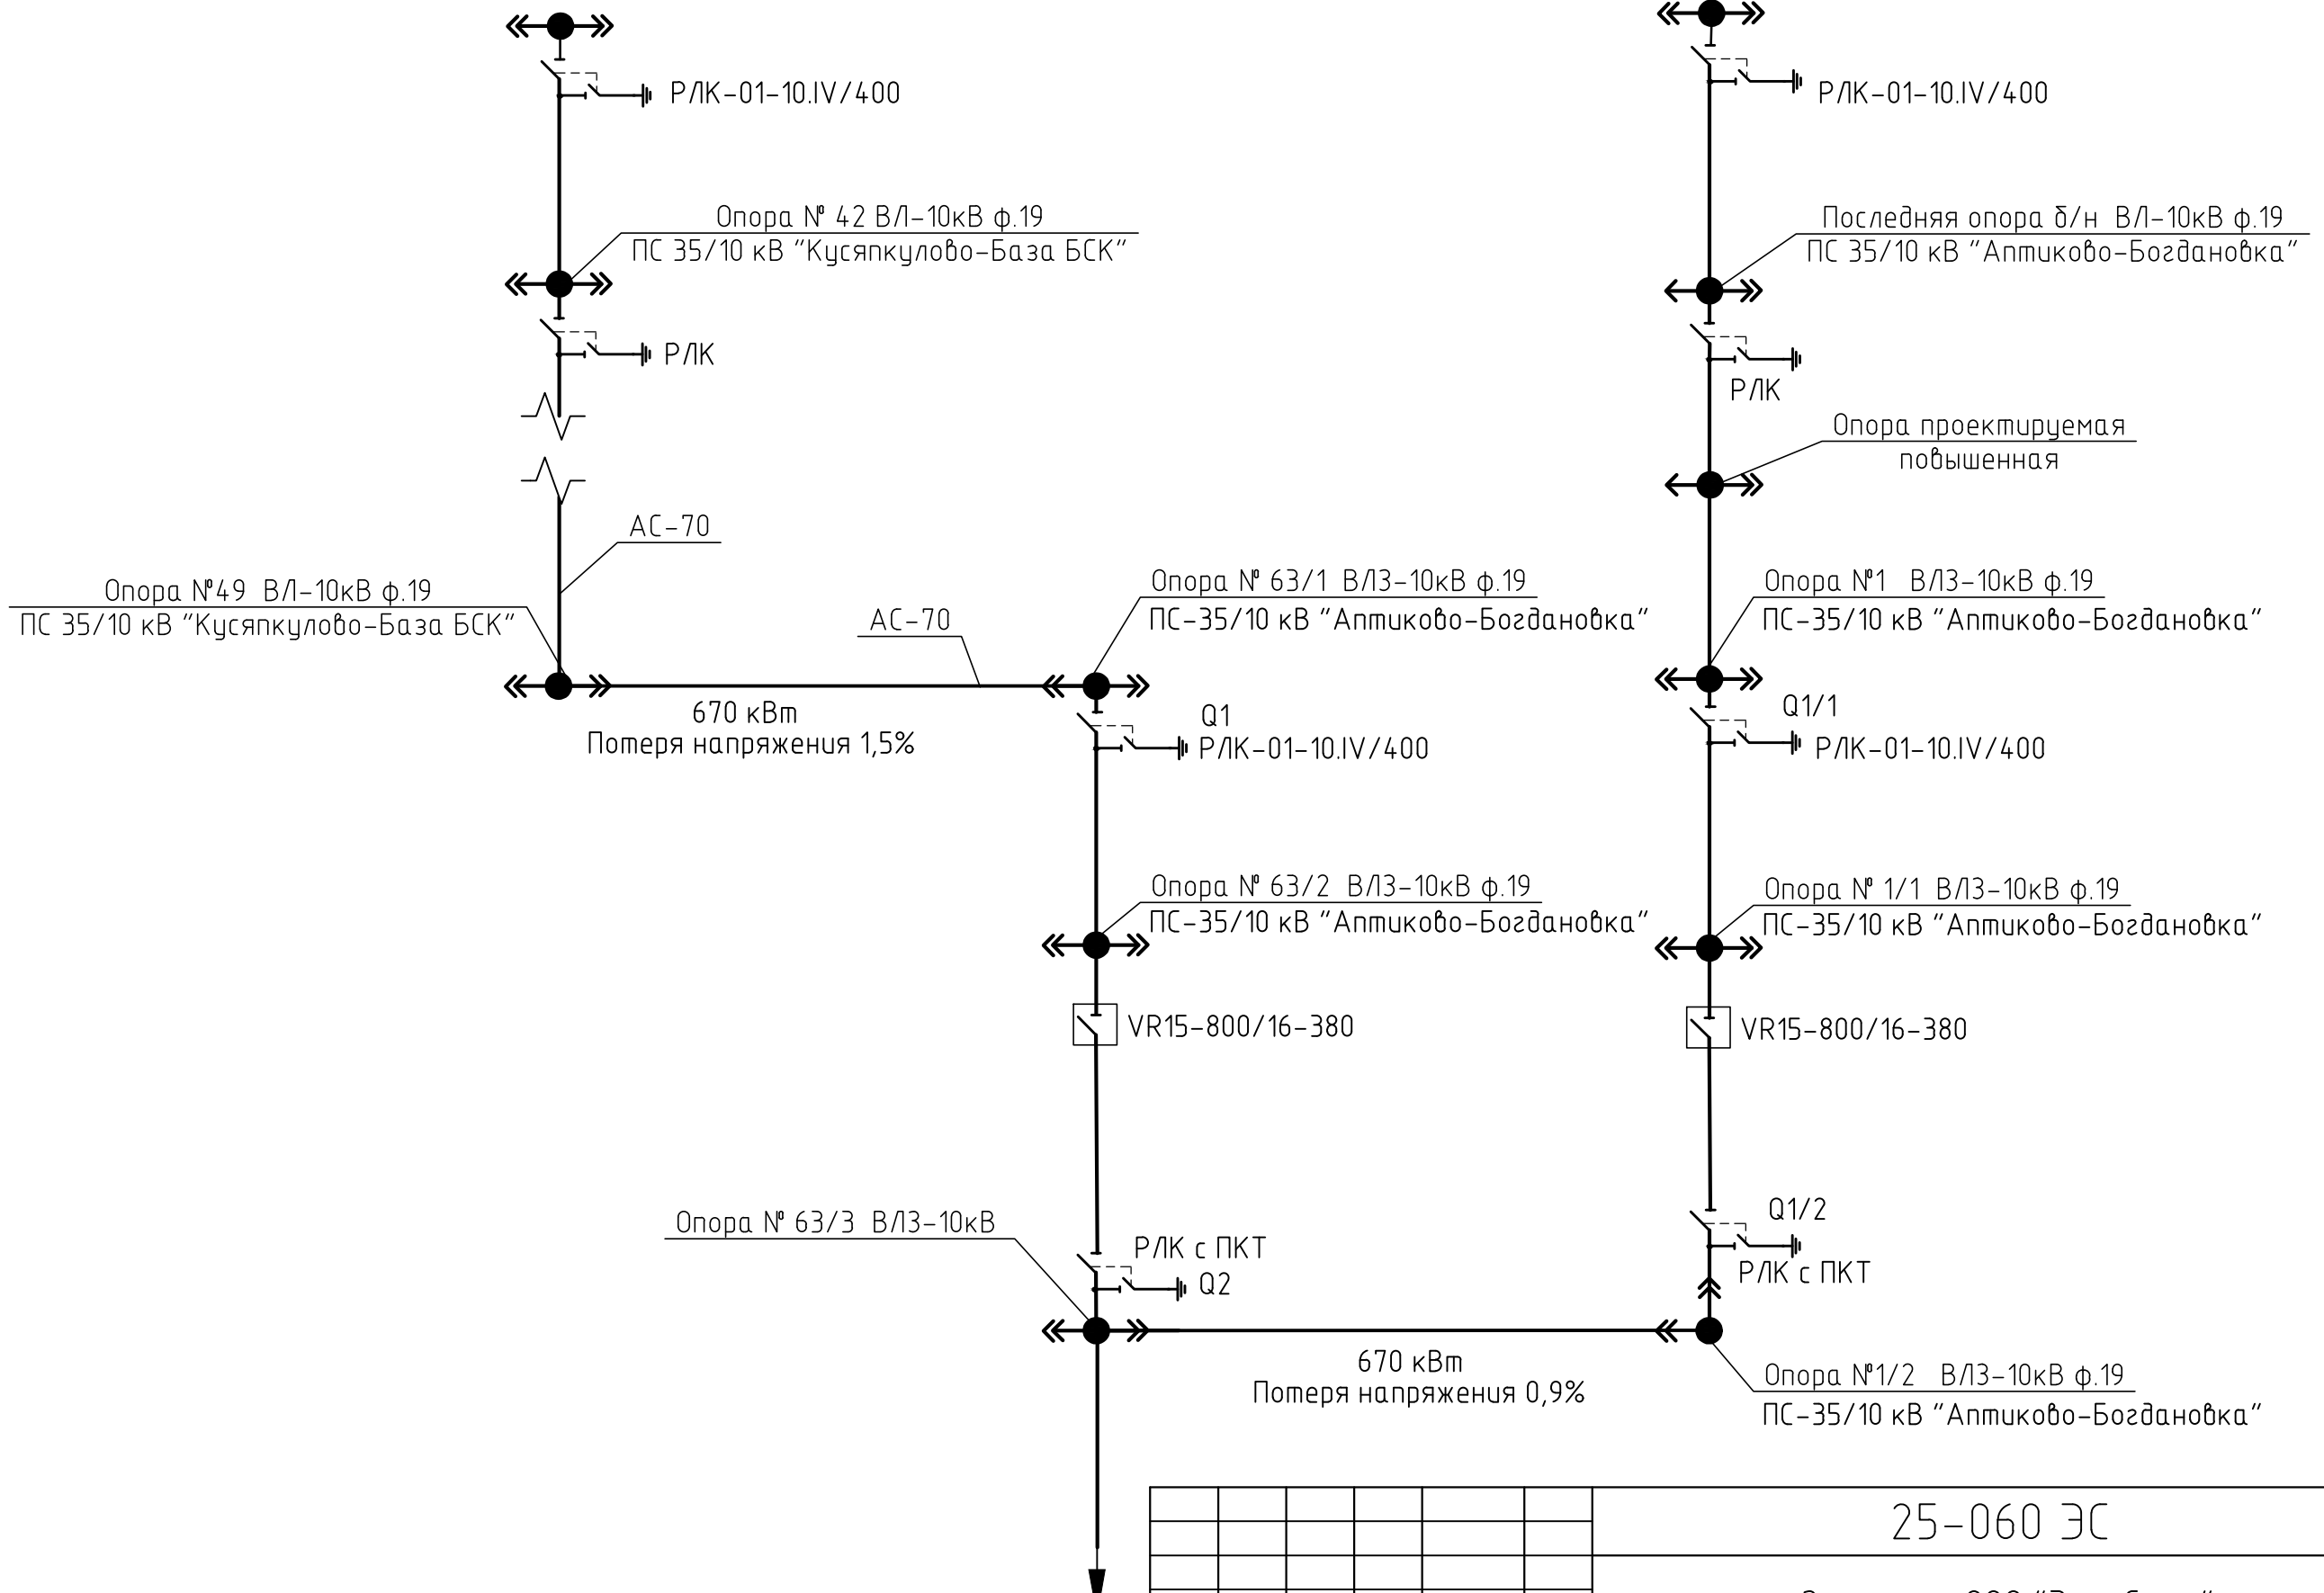 РЛК-01-10.IV/400
РЛК-01-10.IV/400
Опора № 42 ВЛ-10кВ ф.19
ПС 35/10 кВ "Кусяпкулово-База БСК"
Последняя опора б/н ВЛ-10кВ ф.19
ПС 35/10 кВ "Аптиково-Богдановка"
РЛК
РЛК
Опора проектируемая
повышенная
АС-70
Опора №49 ВЛ-10кВ ф.19
ПС 35/10 кВ "Кусяпкулово-База БСК"
АС-70
Опора № 63/1 ВЛЗ-10кВ ф.19
ПС-35/10 кВ "Аптиково-Богдановка"
Опора №1 ВЛЗ-10кВ ф.19
ПС-35/10 кВ "Аптиково-Богдановка"
670 кВт
Потеря напряжения 1,5%
Q1
РЛК-01-10.IV/400
Q1/1
РЛК-01-10.IV/400
Опора № 63/2 ВЛЗ-10кВ ф.19
ПС-35/10 кВ "Аптиково-Богдановка"
Опора № 1/1 ВЛЗ-10кВ ф.19
ПС-35/10 кВ "Аптиково-Богдановка"
VR15-800/16-380
VR15-800/16-380
Опора № 63/3 ВЛЗ-10кВ
РЛК с ПКТ
Q2
Q1/2
РЛК с ПКТ
670 кВт
Потеря напряжения 0,9%
Опора №1/2 ВЛЗ-10кВ ф.19
ПС-35/10 кВ "Аптиково-Богдановка"
25-060 ЭС